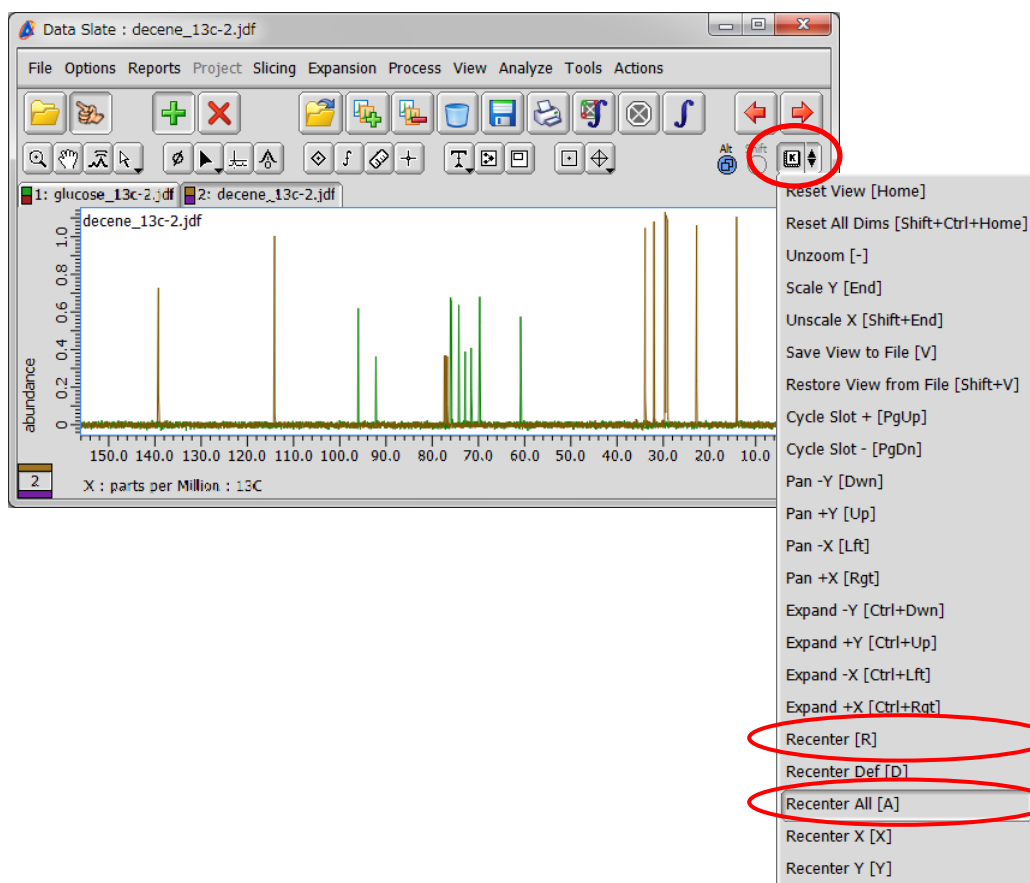 Data Slate : decene_13c-2.jdf
File Options Reports Project Slicing Expansion Process View Analyze Tools Actions
Alt Shift
K
1: glucose_13c-2.jdf 2: decene_13c-2.jdf
decene_13c-2.jdf
abundance
0 0.2 0.4 0.6 0.8 1.0
150.0 140.0 130.0 120.0 110.0 100.0 90.0 80.0 70.0 60.0 50.0 40.0 30.0 20.0 10.0
2
X : parts per Million : 13C
Reset View [Home]
Reset All Dims [Shift+Ctrl+Home]
Unzoom [-]
Scale Y [End]
Unscale X [Shift+End]
Save View to File [V]
Restore View from File [Shift+V]
Cycle Slot + [PgUp]
Cycle Slot - [PgDn]
Pan -Y [Dwn]
Pan +Y [Up]
Pan -X [Lft]
Pan +X [Rgt]
Expand -Y [Ctrl+Dwn]
Expand +Y [Ctrl+Up]
Expand -X [Ctrl+Lft]
Expand +X [Ctrl+Rgt]
Recenter [R]
Recenter Def [D]
Recenter All [A]
Recenter X [X]
Recenter Y [Y]